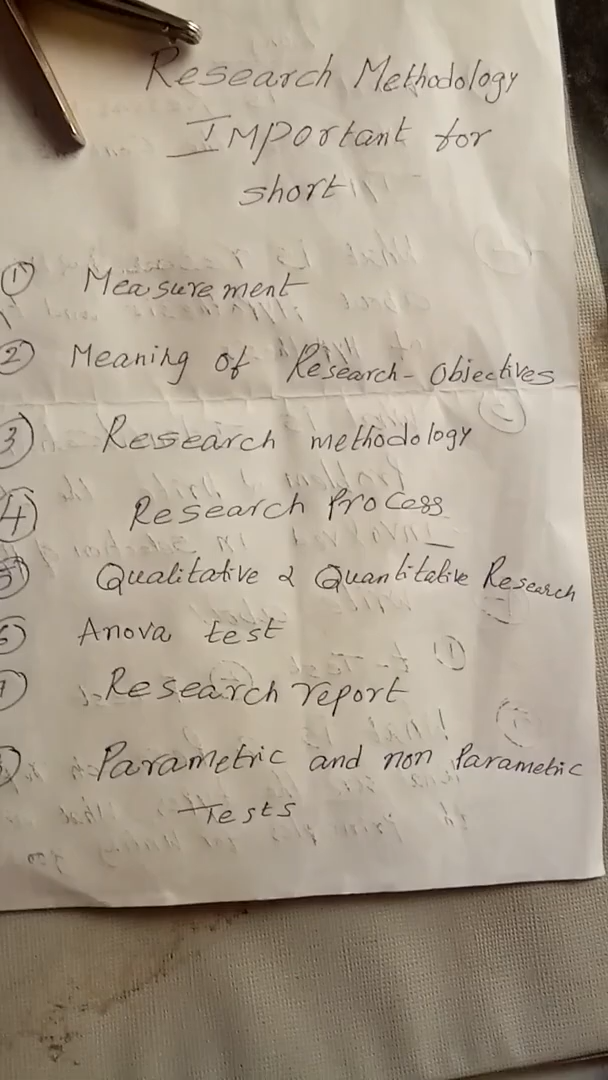 Research Methodology
Important for
short
① Measurement
② Meaning of Research - Objectives
③ Research methodology
④ Research Process
⑤ Qualitative & Quantitative Research
⑥ Anova test
⑦ Research report
Parametric and non Parametric
Tests